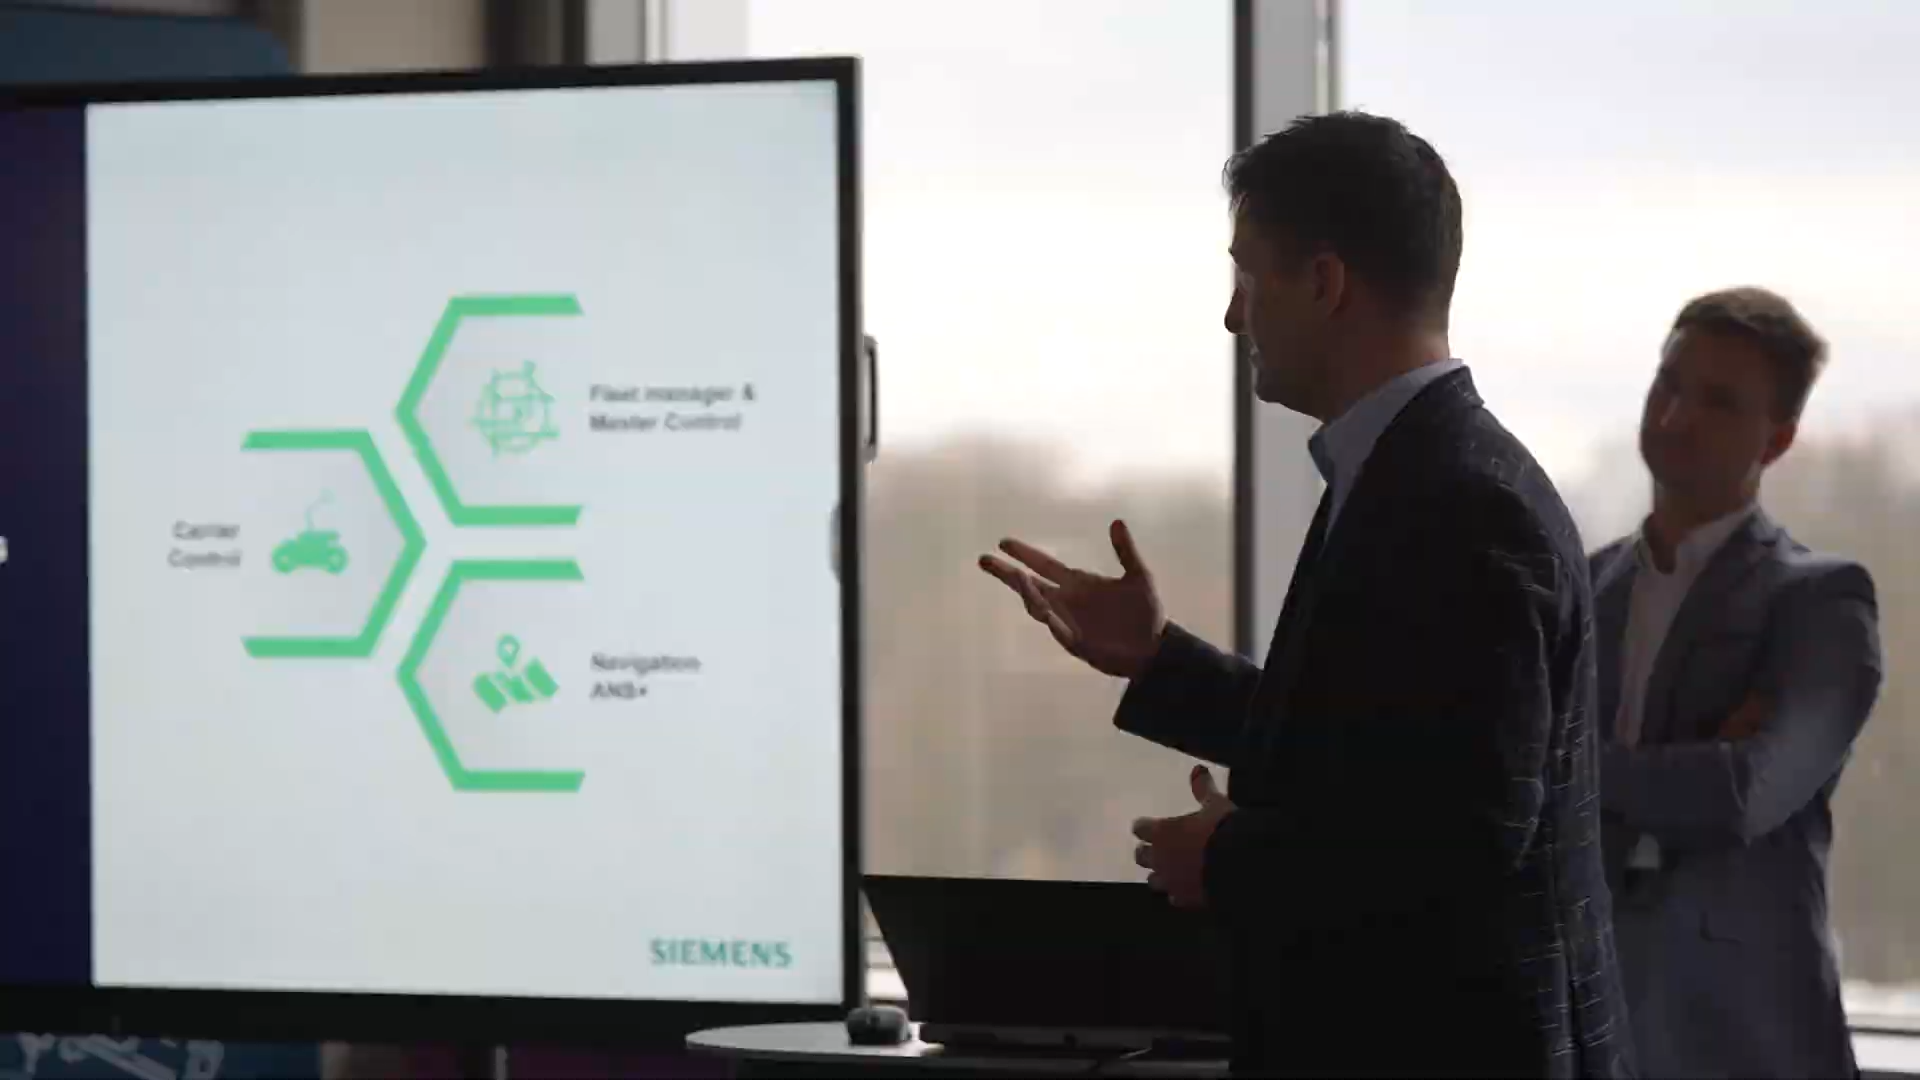 Carrier
Control
Fleet manager &
Master Control
Navigation
ANS+
SIEMENS